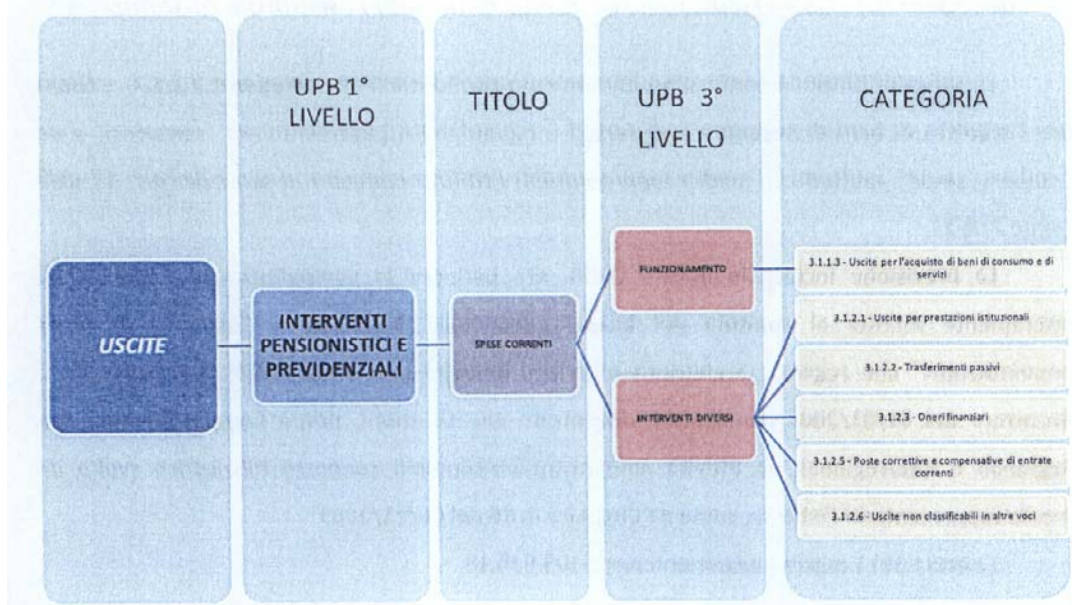 UPB 1°
LIVELLO
TITOLO
UPB 3°
LIVELLO
CATEGORIA
USCITE
INTERVENTI
PENSIONISTICI E
PREVIDENZIALI
SPESE CORRENTI
FUNZIONAMENTO
INTERVENTI DIVERSI
3.1.1.3 - Uscite per l'acquisto di beni di consumo e di
servizi
3.1.2.1 - Uscite per prestazioni istituzionali
3.1.2.2 - Trasferimenti passivi
3.1.2.3 - Oneri finanziari
3.1.2.5 - Poste correttive e compensative di entrate
correnti
3.1.2.6 - Uscite non classificabili in altre voci